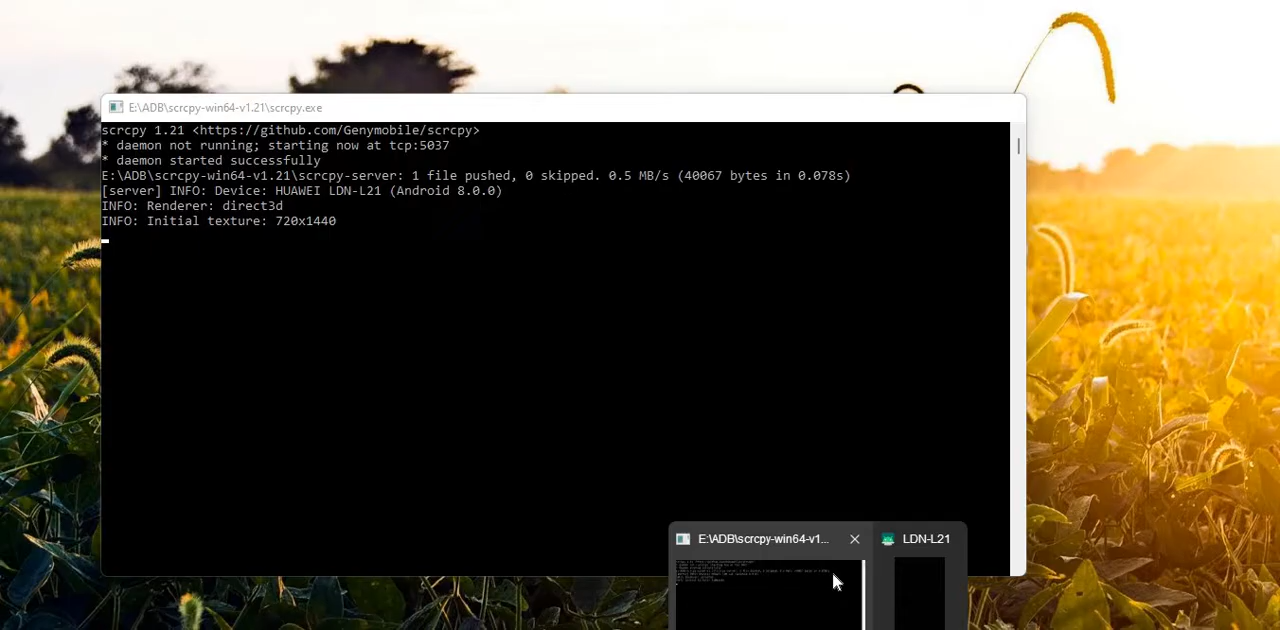 E:\ADB\scrcpy-win64-v1.21\scrcpy.exe
scrcpy 1.21 <https://github.com/Genymobile/scrcpy>
* daemon not running; starting now at tcp:5037
* daemon started successfully
E:\ADB\scrcpy-win64-v1.21\scrcpy-server: 1 file pushed, 0 skipped. 0.5 MB/s (40067 bytes in 0.078s)
[server] INFO: Device: HUAWEI LDN-L21 (Android 8.0.0)
INFO: Renderer: direct3d
INFO: Initial texture: 720x1440
E:\ADB\scrcpy-win64-v1... LDN-L21